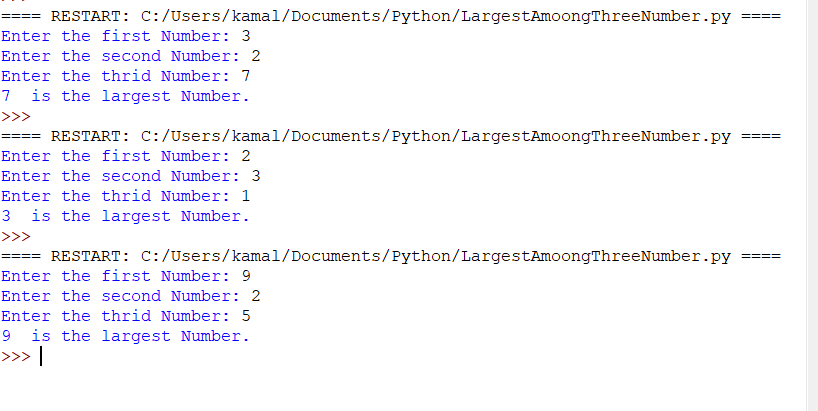 ==== RESTART: C:/Users/kamal/Documents/Python/LargestAmoongThreeNumber.py ====
Enter the first Number: 3
Enter the second Number: 2
Enter the thrid Number: 7
7  is the largest Number.
>>>
==== RESTART: C:/Users/kamal/Documents/Python/LargestAmoongThreeNumber.py ====
Enter the first Number: 2
Enter the second Number: 3
Enter the thrid Number: 1
3  is the largest Number.
>>>
==== RESTART: C:/Users/kamal/Documents/Python/LargestAmoongThreeNumber.py ====
Enter the first Number: 9
Enter the second Number: 2
Enter the thrid Number: 5
9  is the largest Number.
>>>